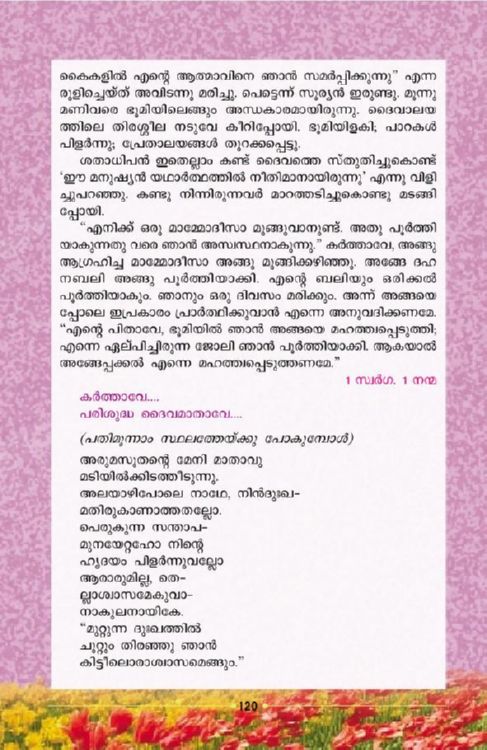 കൈകളിൽ എന്റെ ആത്മാവിനെ ഞാൻ സമർപ്പിക്കുന്നു” എന്ന
രുളിച്ചെയ്ത് അവിടന്നു മരിച്ചു. പെട്ടെന്ന് സൂര്യൻ ഇരുണ്ടു. മൂന്നു
മണിവരെ ഭൂമിയിലെങ്ങും അന്ധകാരമായിരുന്നു. ദൈവാലയ
ത്തിലെ തിരശ്ശീല നടുവേ കീറിപ്പോയി. ഭൂമിയിളകി; പാറകൾ
പിളർന്നു; പ്രേതാലയങ്ങൾ തുറക്കപ്പെട്ടു.
ശതാധിപൻ ഇതെല്ലാം കണ്ട് ദൈവത്തെ സ്തുതിച്ചുകൊണ്ട്
‘ഈ മനുഷ്യൻ യഥാർത്ഥത്തിൽ നീതിമാനായിരുന്നു’ എന്നു വിളി
ച്ചുപറഞ്ഞു. കണ്ടു നിന്നിരുന്നവർ മാറത്തടിച്ചുകൊണ്ടു മടങ്ങി
പ്പോയി.
“എനിക്ക് ഒരു മാമ്മോദീസാ മുങ്ങുവാനുണ്ട്. അതു പൂർത്തി
യാകുന്നതു വരെ ഞാൻ അസ്വസ്ഥനാകുന്നു.” കർത്താവേ, അങ്ങു
ആഗ്രഹിച്ച മാമ്മോദീസാ അങ്ങു മുങ്ങിക്കഴിഞ്ഞു. അങ്ങേ ദഹ
നബലി അങ്ങു പൂർത്തിയാക്കി. എന്റെ ബലിയും ഒരിക്കൽ
പൂർത്തിയാകും. ഞാനും ഒരു ദിവസം മരിക്കും. അന്ന് അങ്ങയെ
പ്പോലെ ഇപ്രകാരം പ്രാർത്ഥിക്കുവാൻ എന്നെ അനുവദിക്കണമേ.
“എന്റെ പിതാവേ, ഭൂമിയിൽ ഞാൻ അങ്ങയെ മഹത്ത്വപ്പെടുത്തി;
എന്നെ ഏല്പിച്ചിരുന്ന ജോലി ഞാൻ പൂർത്തിയാക്കി. ആകയാൽ
അങ്ങേപ്പക്കൽ എന്നെ മഹത്ത്വപ്പെടുത്തണമേ.”
1 സ്വർഗ. 1 നന്മ
കർത്താവേ....
പരിശുദ്ധ ദൈവമാതാവേ....
(പതിമൂന്നാം സ്ഥലത്തേയ്ക്കു പോകുമ്പോൾ)
അരുമസുതന്റെ മേനി മാതാവു
മടിയിൽക്കിടത്തീടുന്നു.
അലയാഴിപോലെ നാഥേ, നിൻദുഃഖ-
മതിരുകാണാത്തതല്ലോ.
പെരുകുന്ന സന്താപ-
മുനയേറ്റഹോ നിന്റെ
ഹൃദയം പിളർന്നുവല്ലോ
ആരാരുമില്ല, തെ-
ല്ലാശ്വാസമേകുവാ-
നാകുലനായികേ.
“മുറ്റുന്ന ദുഃഖത്തിൽ
ചുറ്റും തിരഞ്ഞു ഞാൻ
കിട്ടീലൊരാശ്വാസമെങ്ങും.”
120